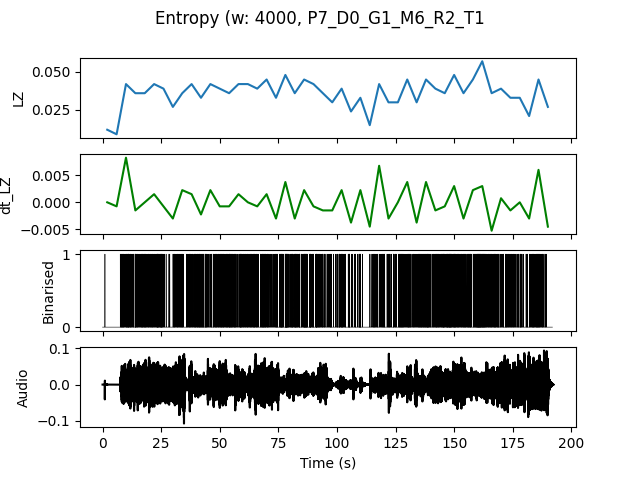 Entropy (w: 4000, P7_D0_G1_M6_R2_T1
0.050
0.025
LZ
0.005
0.000
−0.005
dt_LZ
1
0
Binarised
0.1
0.0
−0.1
Audio
0 25 50 75 100 125 150 175 200
Time (s)